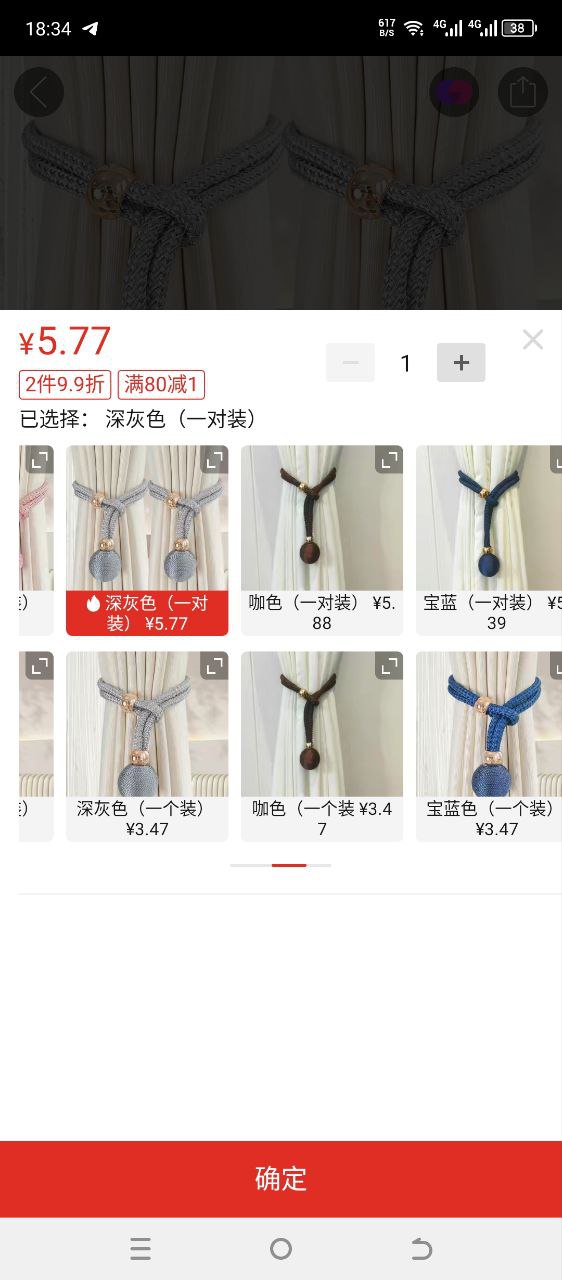 18:34
617
B/S
4G
4G
38
¥5.77
1
2件9.9折
满80减1
已选择： 深灰色（一对装）
深灰色（一对
装） ¥5.77
咖色（一对装） ¥5.
88
宝蓝（一对装） ¥5
39
深灰色（一个装）
¥3.47
咖色（一个装 ¥3.4
7
宝蓝色（一个装）
¥3.47
确定